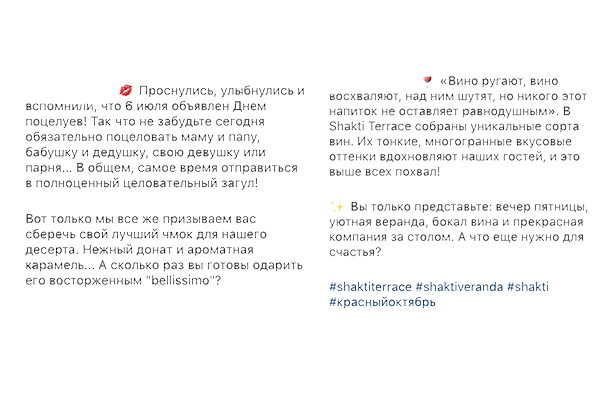 💋 Проснулись, улыбнулись и
вспомнили, что 6 июля объявлен Днем
поцелуев! Так что не забудьте сегодня
обязательно поцеловать маму и папу,
бабушку и дедушку, свою девушку или
парня... В общем, самое время отправиться
в полноценный целовательный загул!
Вот только мы все же призываем вас
сберечь свой лучший чмок для нашего
десерта. Нежный донат и ароматная
карамель... А сколько раз вы готовы одарить
его восторженным "bellissimo"?
🍷 «Вино ругают, вино
восхваляют, над ним шутят, но никого этот
напиток не оставляет равнодушным». В
Shakti Terrace собраны уникальные сорта
вин. Их тонкие, многогранные вкусовые
оттенки вдохновляют наших гостей, и это
выше всех похвал!
✨ Вы только представьте: вечер пятницы,
уютная веранда, бокал вина и прекрасная
компания за столом. А что еще нужно для
счастья?
#shaktiterrace #shaktiveranda #shakti
#красныйоктябрь